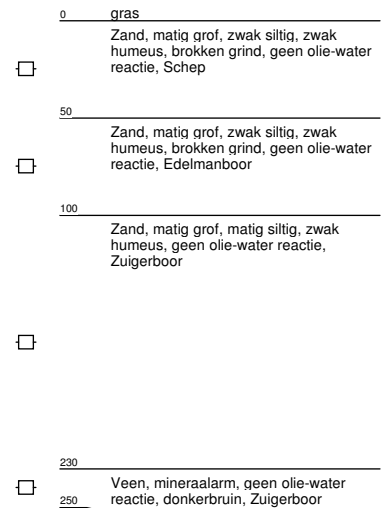 0 gras
Zand, matig grof, zwak siltig, zwak
humeus, brokken grind, geen olie-water
reactie, Schep
50
Zand, matig grof, zwak siltig, zwak
humeus, brokken grind, geen olie-water
reactie, Edelmanboor
100
Zand, matig grof, matig siltig, zwak
humeus, geen olie-water reactie,
Zuigerboor
230
Veen, mineraalarm, geen olie-water
250 reactie, donkerbruin, Zuigerboor